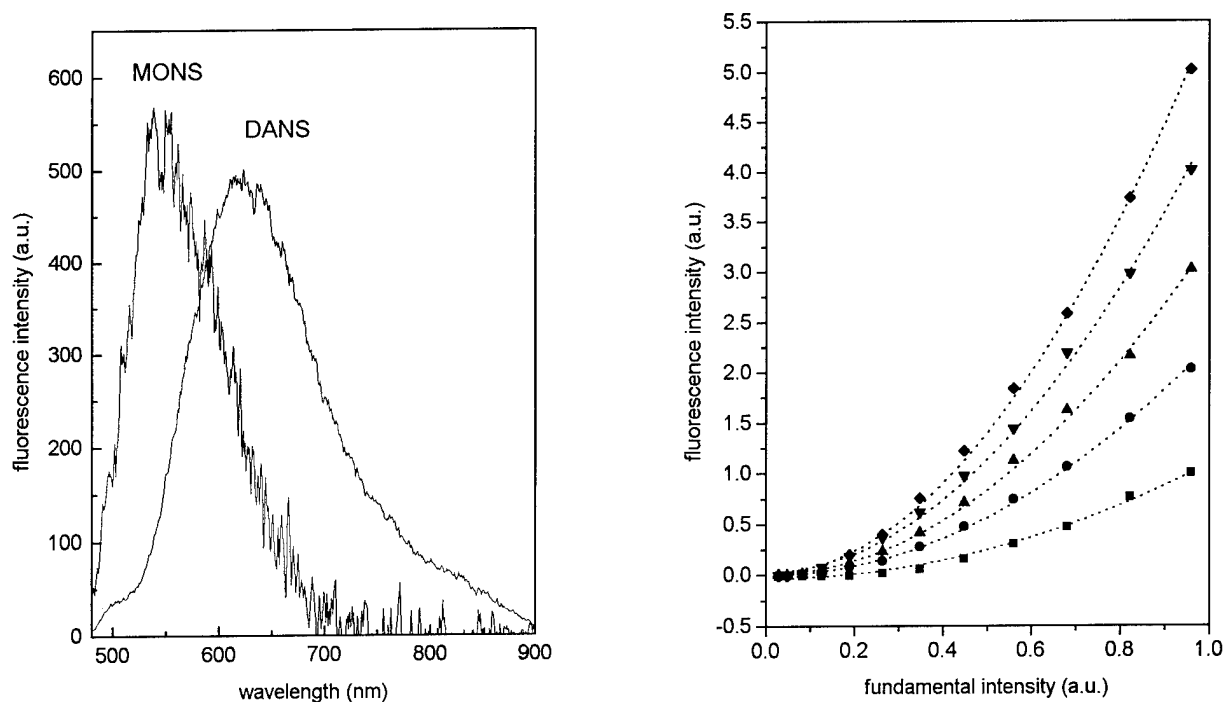 MONS
DANS
600
500
400
300
200
100
0
fluorescence intensity (a.u.)
500 600 700 800 900
wavelength (nm)
5.5
5.0
4.5
4.0
3.5
3.0
2.5
2.0
1.5
1.0
0.5
0.0
-0.5
fluorescence intensity (a.u.)
0.0 0.2 0.4 0.6 0.8 1.0
fundamental intensity (a.u.)